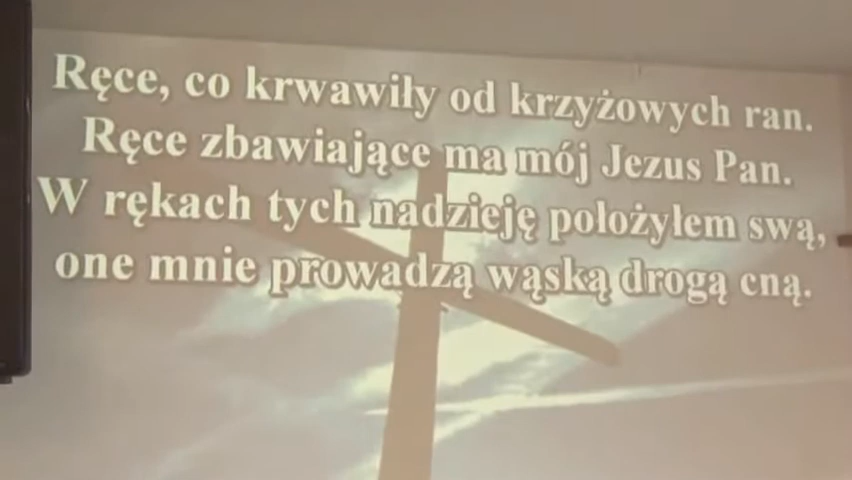 Ręce, co krwawiły od krzyżowych ran.
Ręce zbawiające ma mój Jezus Pan.
W rękach tych nadzieję położyłem swą,
one mnie prowadzą wąską drogą cną.